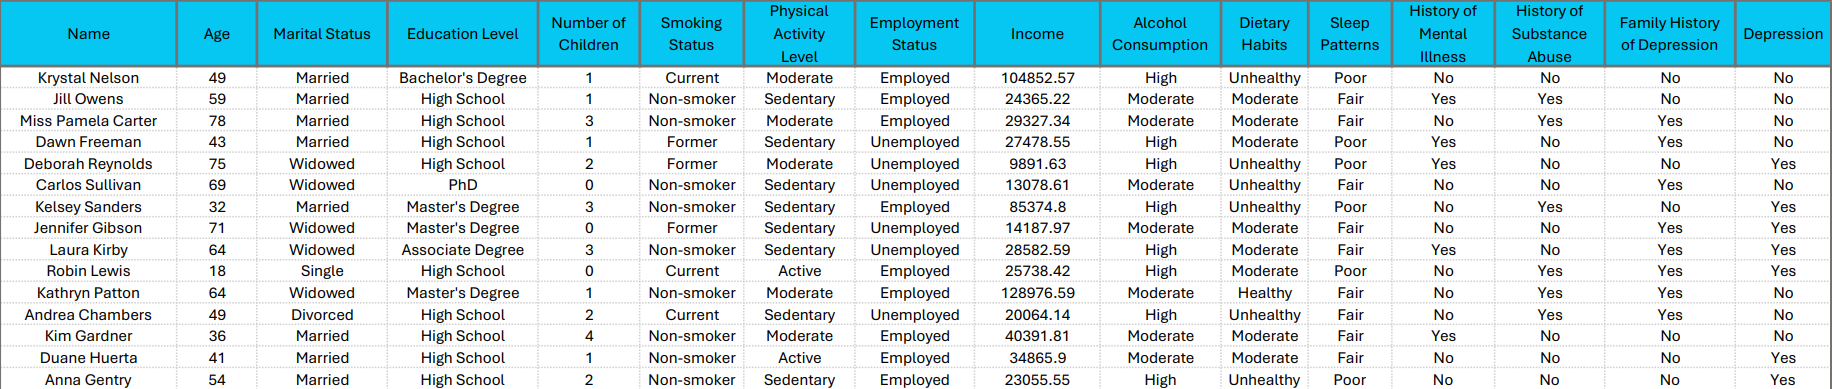 Name Age Marital Status Education Level Number of Children Smoking Status Physical Activity Level Employment Status Income Alcohol Consumption Dietary Habits Sleep Patterns History of Mental Illness History of Substance Abuse Family History of Depression Depression
Krystal Nelson 49 Married Bachelor's Degree 1 Current Moderate Employed 104852.57 High Unhealthy Poor No No No No
Jill Owens 59 Married High School 1 Non-smoker Sedentary Employed 24365.22 Moderate Moderate Fair Yes Yes No No
Miss Pamela Carter 78 Married High School 3 Non-smoker Moderate Employed 29327.34 Moderate Moderate Fair No Yes Yes No
Dawn Freeman 43 Married High School 1 Former Sedentary Unemployed 27478.55 High Moderate Poor Yes No Yes No
Deborah Reynolds 75 Widowed High School 2 Former Moderate Unemployed 9891.63 High Unhealthy Poor Yes No No Yes
Carlos Sullivan 69 Widowed PhD 0 Non-smoker Sedentary Unemployed 13078.61 Moderate Unhealthy Fair No No Yes No
Kelsey Sanders 32 Married Master's Degree 3 Non-smoker Sedentary Employed 85374.8 High Unhealthy Poor No Yes No Yes
Jennifer Gibson 71 Widowed Master's Degree 0 Former Sedentary Unemployed 14187.97 Moderate Moderate Fair No No Yes Yes
Laura Kirby 64 Widowed Associate Degree 3 Non-smoker Sedentary Unemployed 28582.59 High Moderate Fair Yes No Yes Yes
Robin Lewis 18 Single High School 0 Current Active Employed 25738.42 High Moderate Poor No Yes Yes Yes
Kathryn Patton 64 Widowed Master's Degree 1 Non-smoker Moderate Employed 128976.59 Moderate Healthy Fair No Yes Yes No
Andrea Chambers 49 Divorced High School 2 Current Sedentary Unemployed 20064.14 High Unhealthy Fair No Yes Yes No
Kim Gardner 36 Married High School 4 Non-smoker Moderate Employed 40391.81 Moderate Moderate Fair Yes No No No
Duane Huerta 41 Married High School 1 Non-smoker Active Employed 34865.9 Moderate Moderate Fair No No No Yes
Anna Gentry 54 Married High School 2 Non-smoker Sedentary Employed 23055.55 High Unhealthy Poor No No No Yes